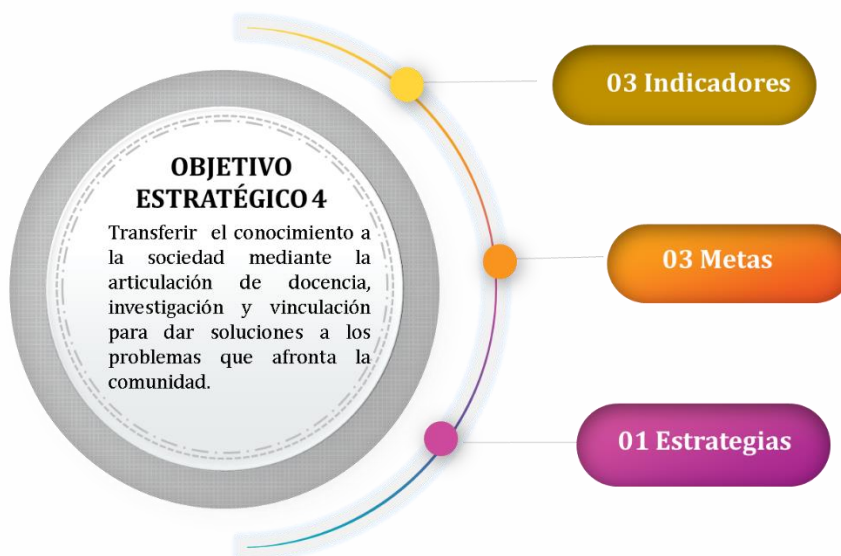 OBJETIVO
ESTRATÉGICO 4
Transferir el conocimiento a
la sociedad mediante la
articulación de docencia,
investigación y vinculación
para dar soluciones a los
problemas que afronta la
comunidad.
03 Indicadores
03 Metas
01 Estrategias